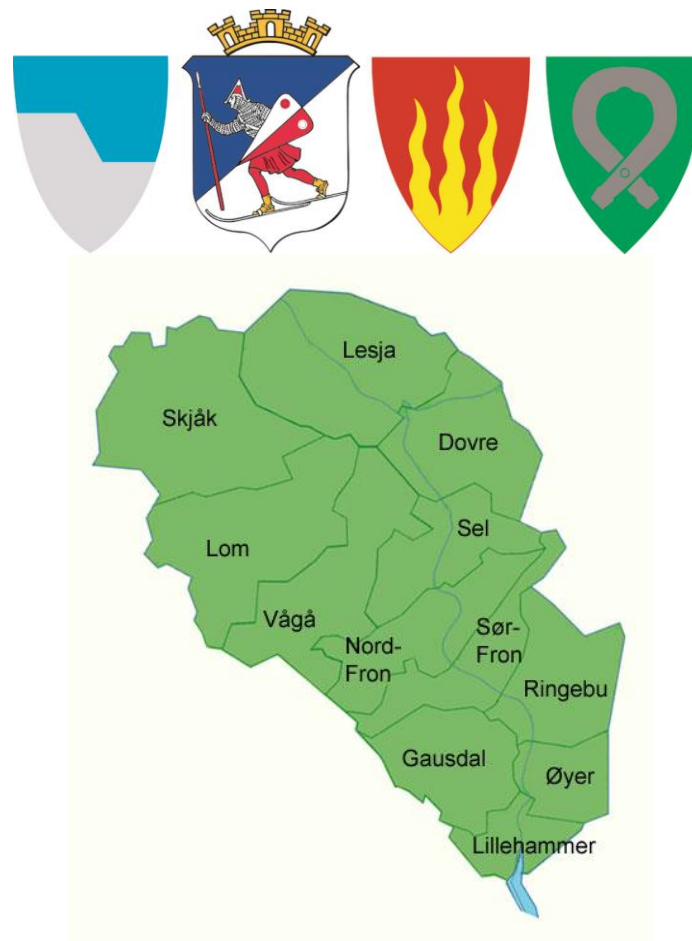 Lesja
Skjåk
Dovre
Sel
Lom
Vågå
Nord-
Fron
Sør-
Fron
Ringebu
Gausdal
Øyer
Lillehammer